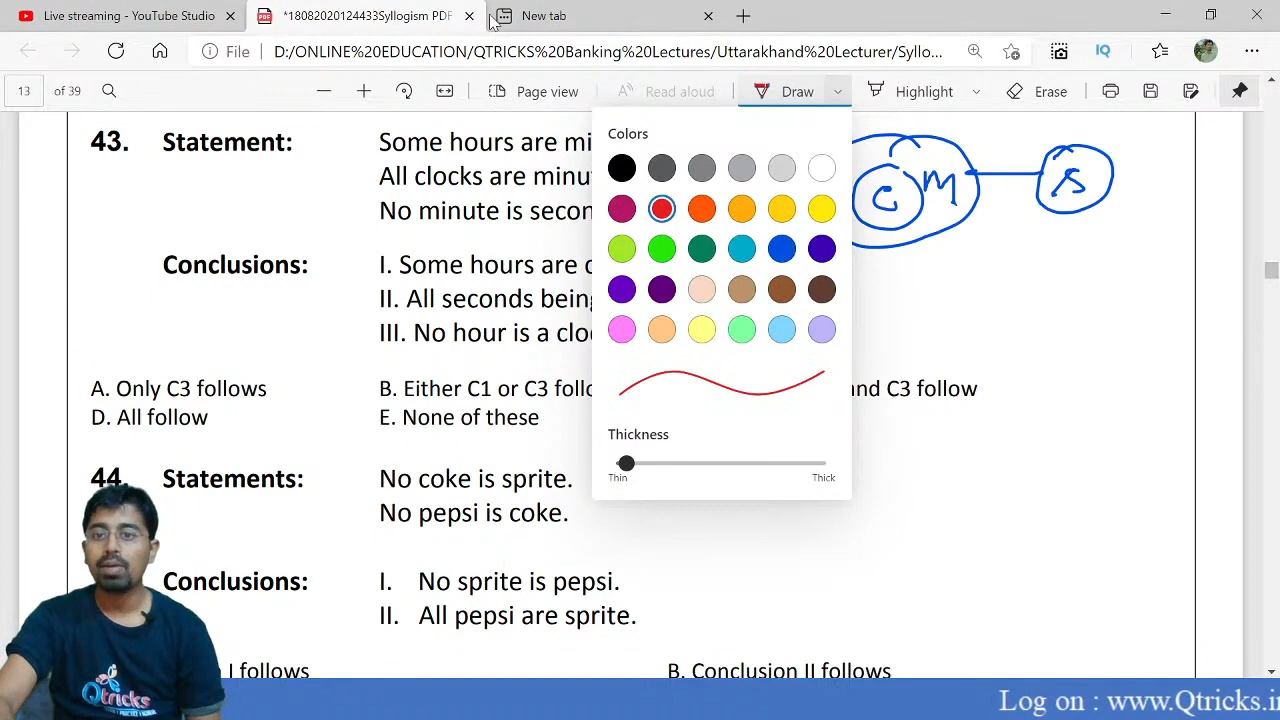 Live streaming - YouTube Studio
*18082020124433Syllogism PDF
New tab
File
D:/ONLINE%20EDUCATION/QTRICKS%20Banking%20Lectures/Uttarakhand%20Lecturer/Syllo...
IQ
13 of 39
Page view
Read aloud
Draw
Highlight
Erase
43. Statement: Some hours are mi
All clocks are minu
No minute is secon
Conclusions: I. Some hours are c
II. All seconds being
III. No hour is a clo
A. Only C3 follows
B. Either C1 or C3 follo
and C3 follow
D. All follow
E. None of these
C M S
Colors
Thickness
Thin Thick
44. Statements: No coke is sprite.
No pepsi is coke.
Conclusions: I. No sprite is pepsi.
II. All pepsi are sprite.
I follows
B. Conclusion II follows
Qtricks
Log on : www.Qtricks.i